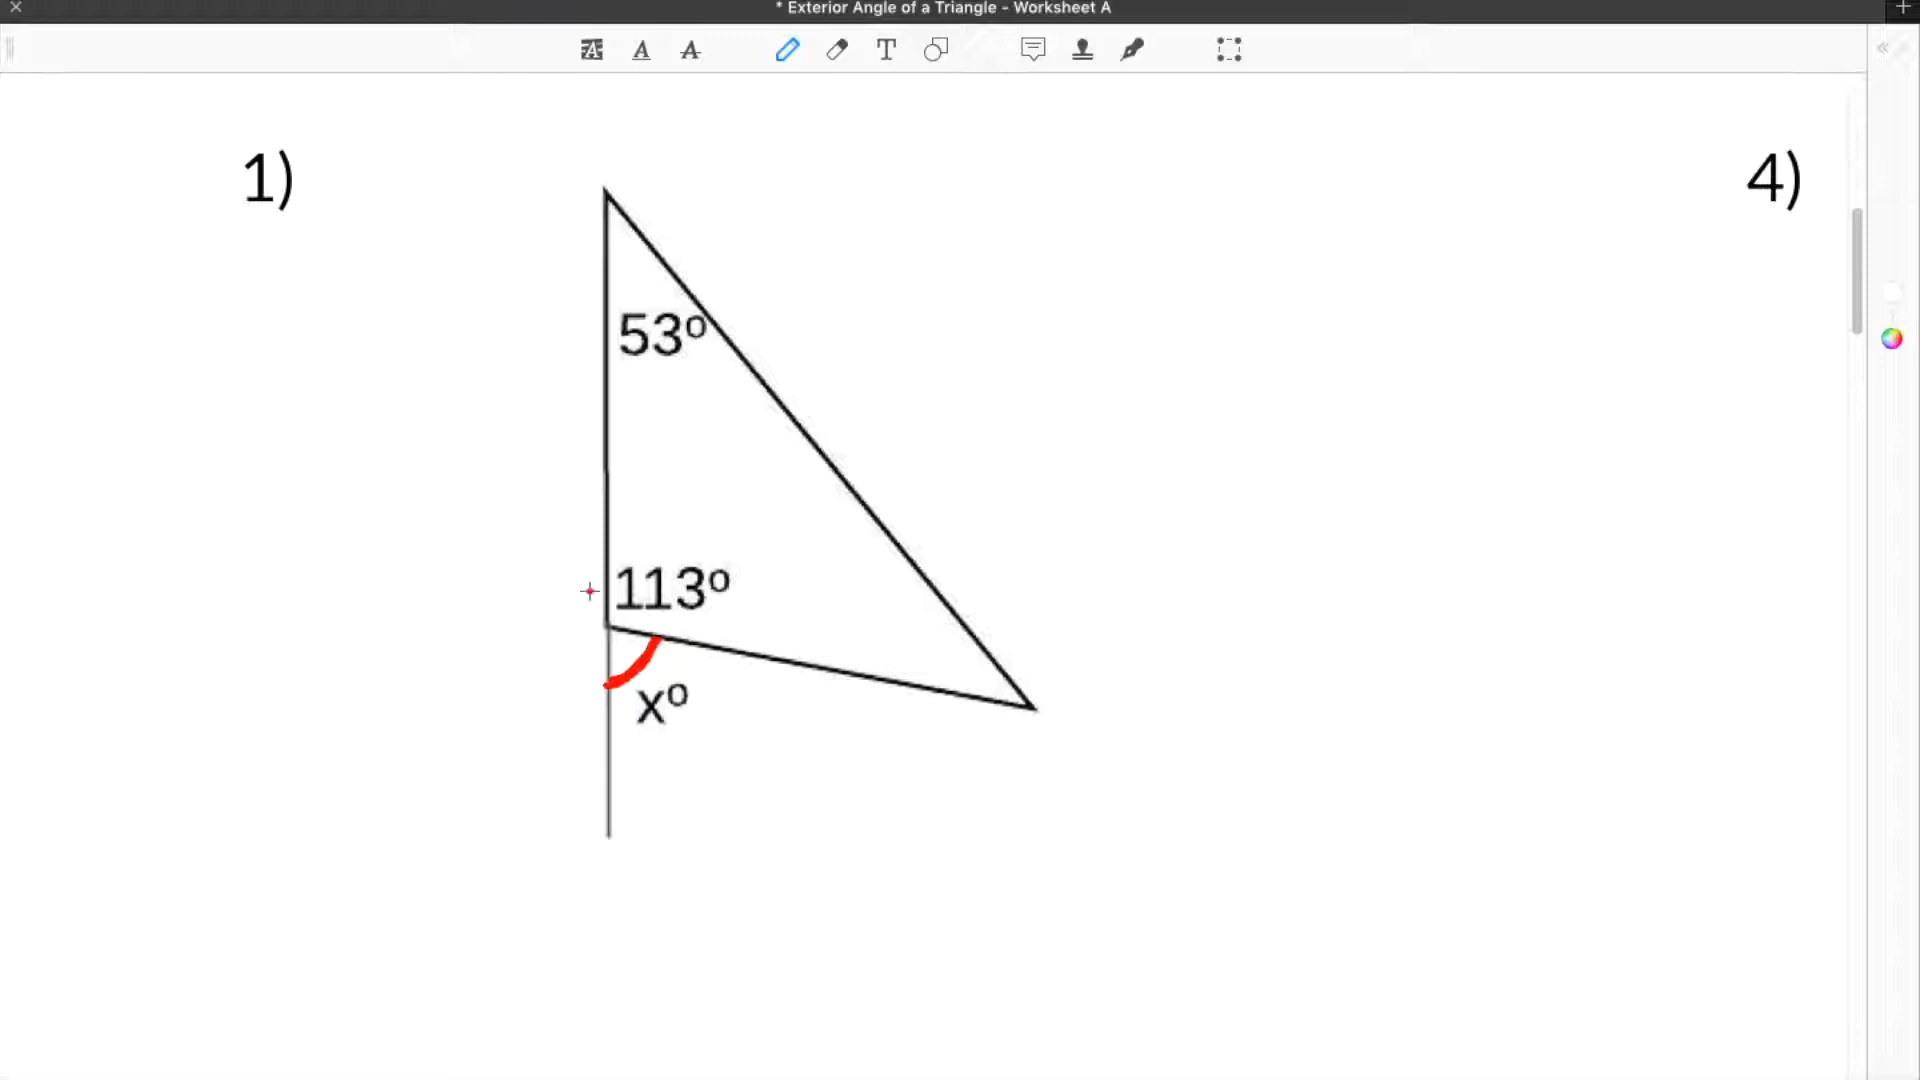 * Exterior Angle of a Triangle - Worksheet A
A A A T
1)
4)
53º
113º
xº